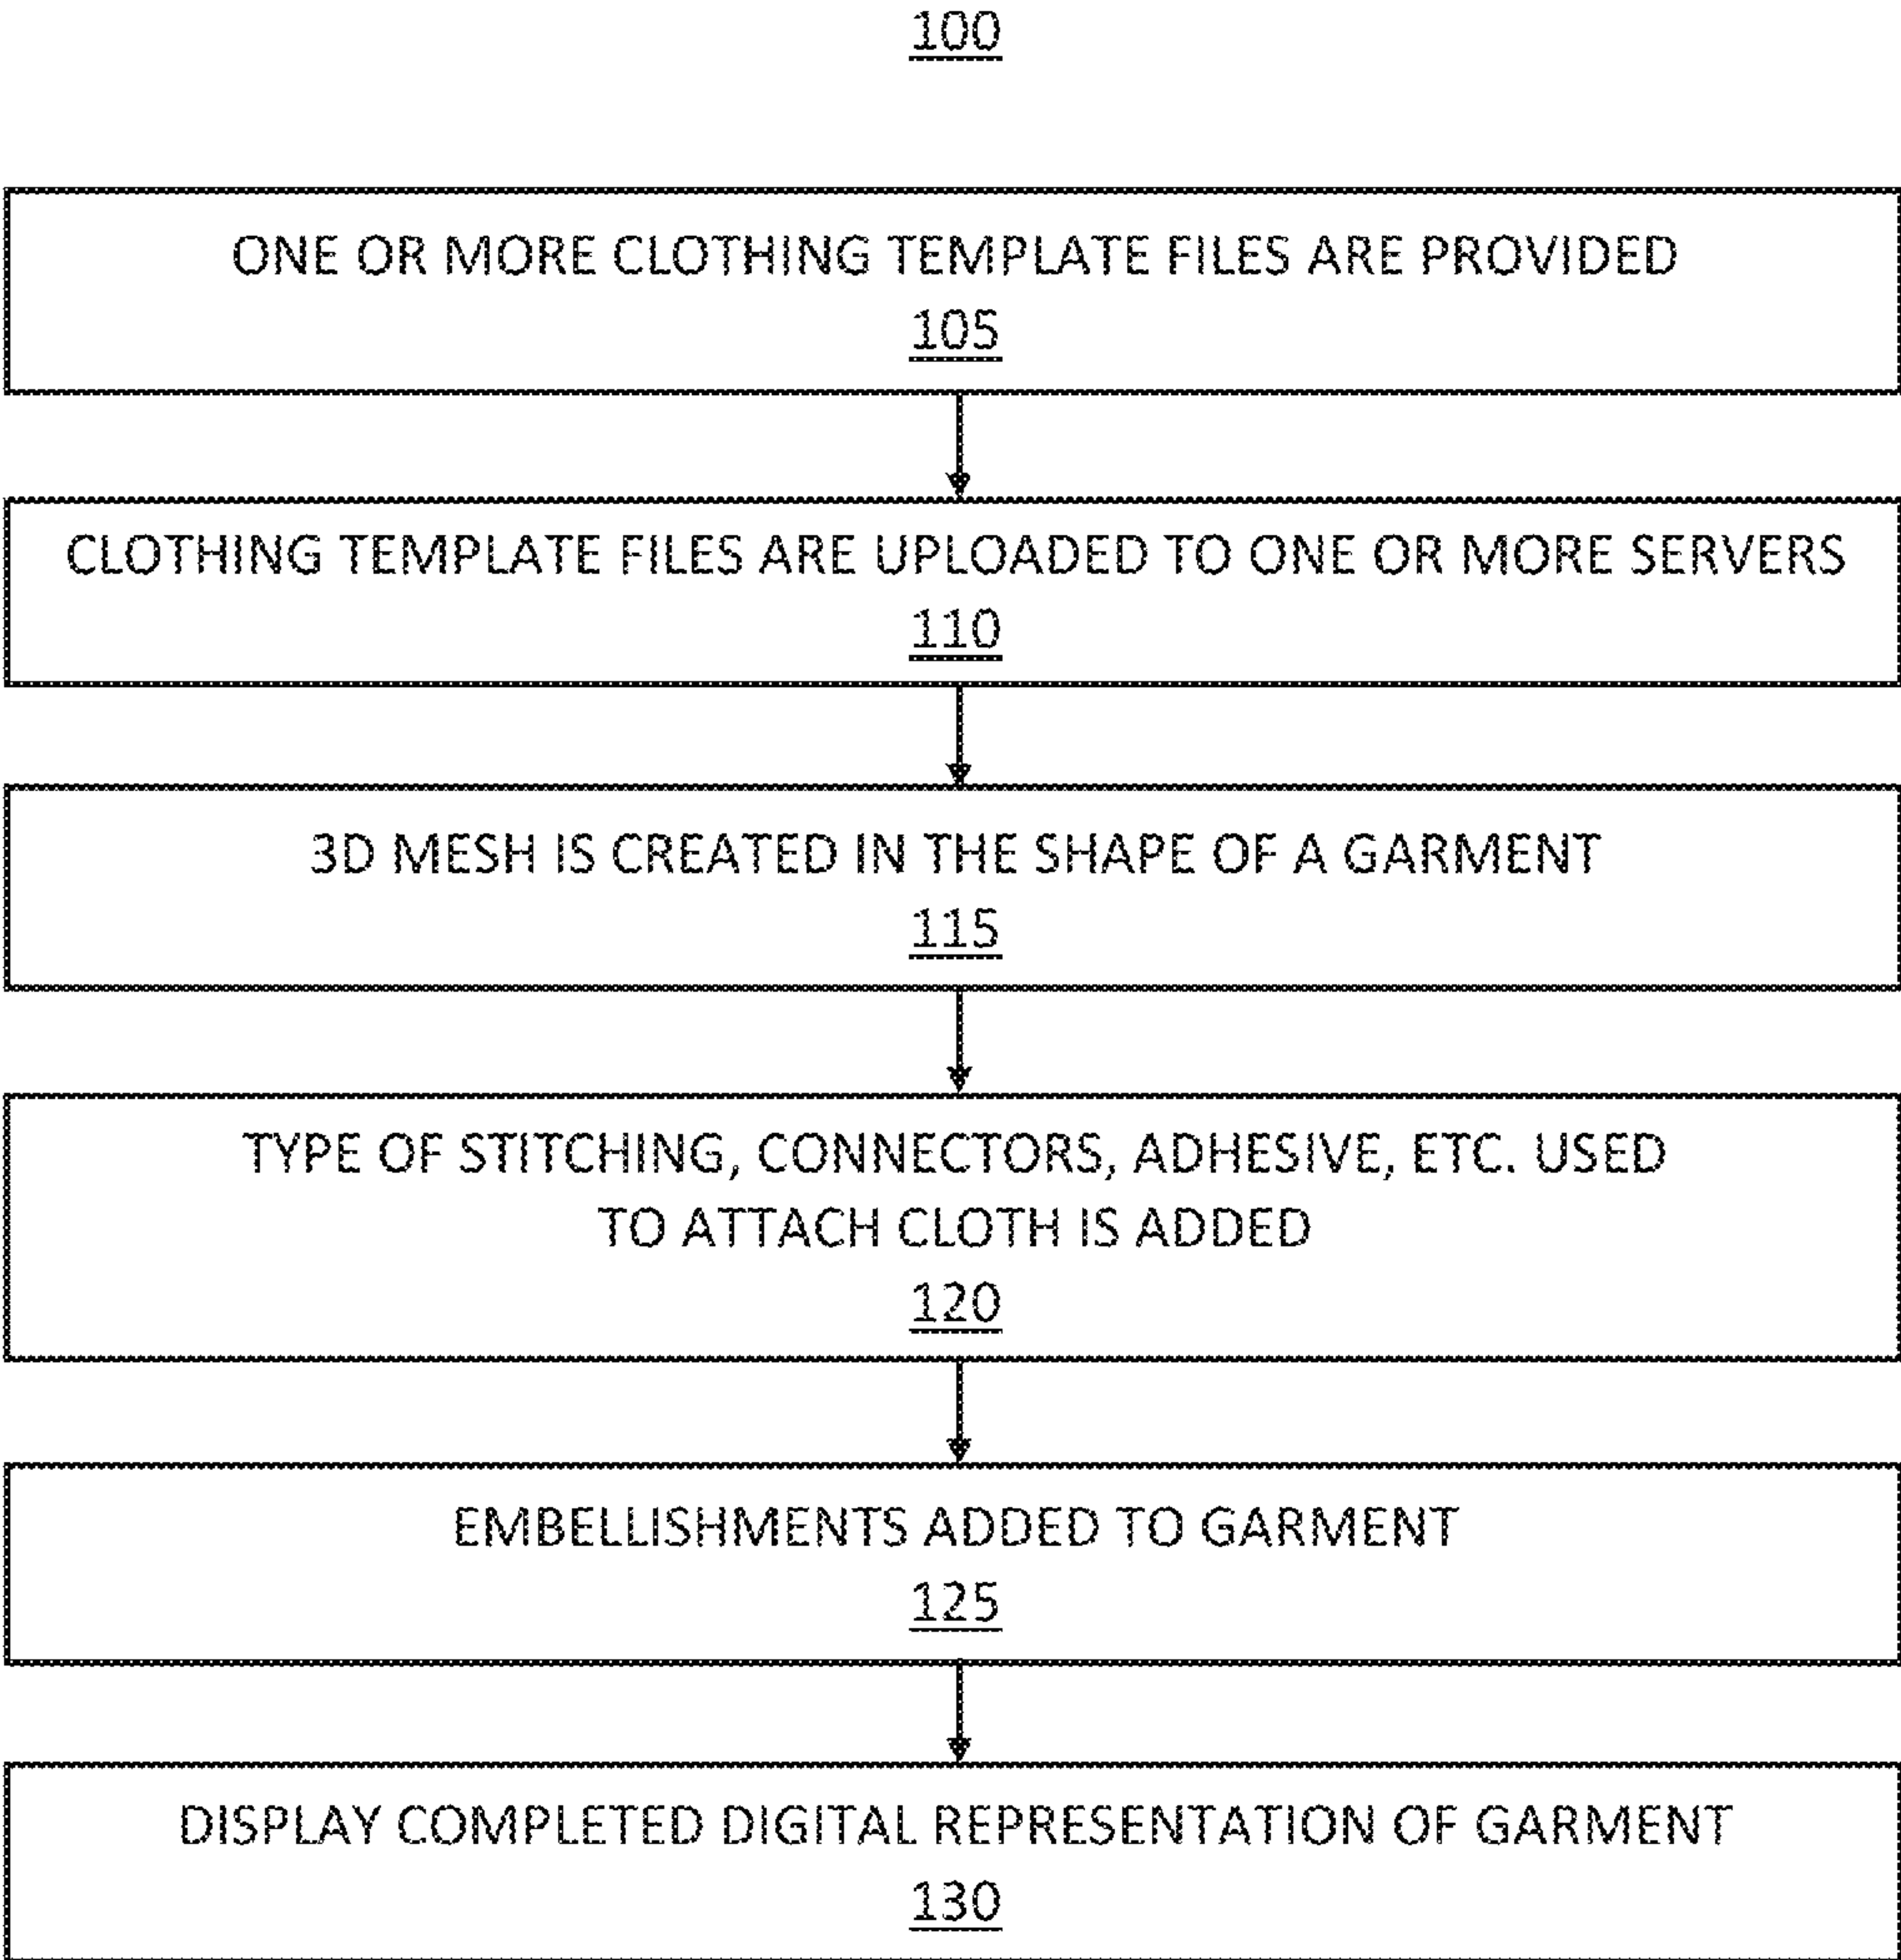 100
ONE OR MORE CLOTHING TEMPLATE FILES ARE PROVIDED
105
CLOTHING TEMPLATE FILES ARE UPLOADED TO ONE OR MORE SERVERS
110
3D MESH IS CREATED IN THE SHAPE OF A GARMENT
115
TYPE OF STITCHING, CONNECTORS, ADHESIVE, ETC. USED
TO ATTACH CLOTH IS ADDED
120
EMBELLISHMENTS ADDED TO GARMENT
125
DISPLAY COMPLETED DIGITAL REPRESENTATION OF GARMENT
130